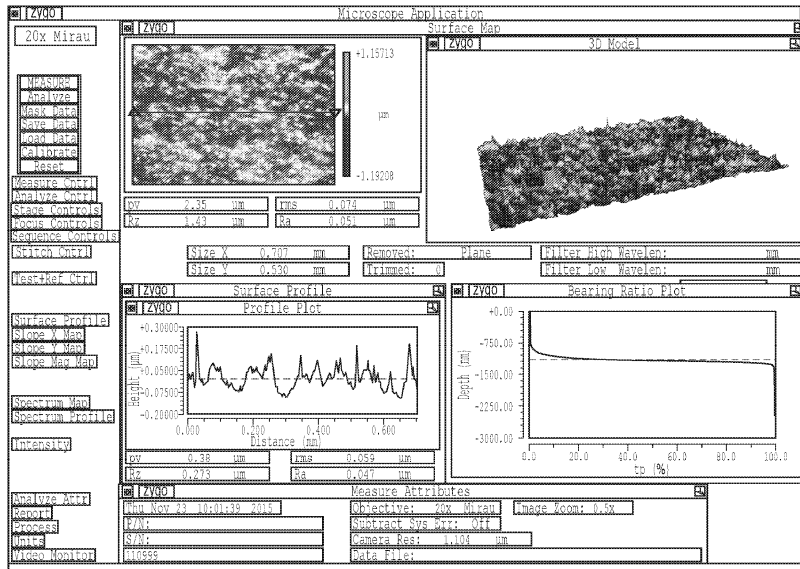 zygo Microscope Application
20x Mirau
MEASURE
Analyze
Mask Data
Save Data
Load Data
Calibrate
Reset
Measure Cntrl
Analyze Cntrl
Stage Controls
Focus Controls
Sequence Controls
Stitch Cntrl
Test+Ref Ctrl
Surface Profile
Slope X Map
Slope Y Map
Slope Mag Map
Spectrum Map
Spectrum Profile
Intensity
Analyze Attr
Report
Process
Units
Video Monitor
zygo Surface Map
+1.15713
µm
-1.19208
pv 2.35 µm rms 0.074 µm
Rz 1.43 µm Ra 0.051 µm
zygo 3D Model
Size X 0.707 mm Removed: Plane Filter High Wavelen: mm
Size Y 0.530 mm Trimmed: 0 Filter Low Wavelen: mm
zygo Surface Profile
zygo Profile Plot
Height (µm)
+0.30000
+0.17500
+0.05000
-0.07500
-0.20000
0.000 0.200 0.400 0.600
Distance (mm)
pv 0.38 µm rms 0.059 µm
Rz 0.273 µm Ra 0.047 µm
zygo Bearing Ratio Plot
Depth (nm)
+0.00
-750.00
-1500.00
-2250.00
-3000.00
0.0 20.0 40.0 60.0 80.0 100.0
tp (%)
zygo Measure Attributes
Thu Nov 23 10:01:39 2015 Objective: 20x Mirau Image Zoom: 0.5x
P/N: Subtract Sys Err: Off
S/N: Camera Res: 1.104 µm
110999 Data File: